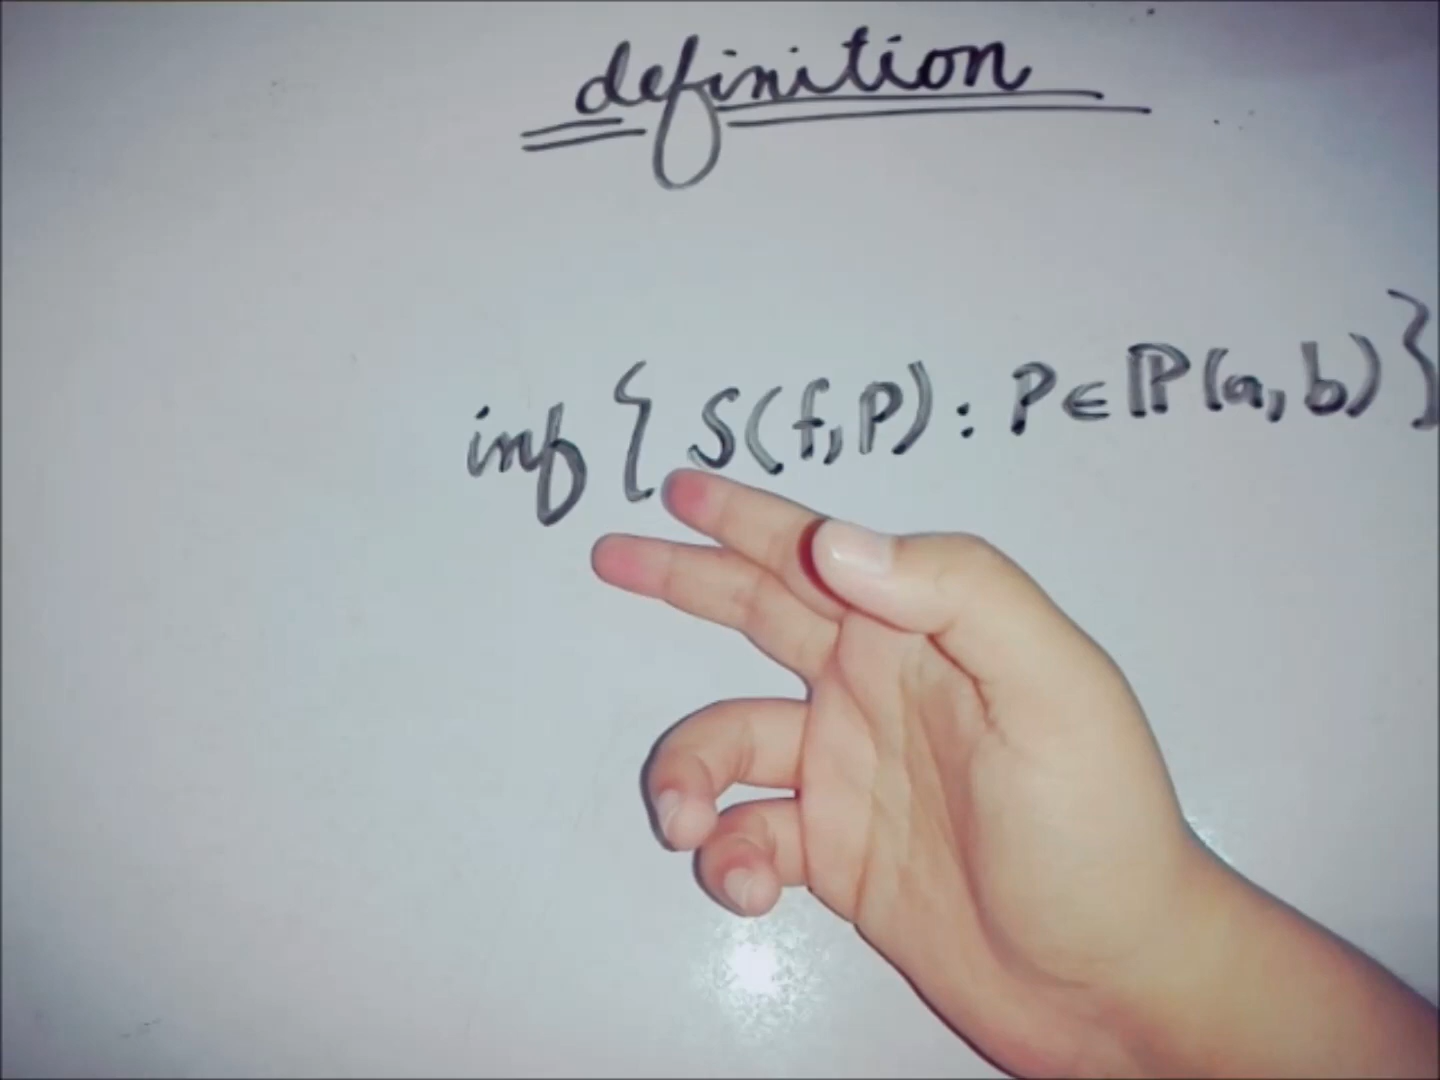 definition
inf { S(f,P) : P ∈ ℙ(a,b) }